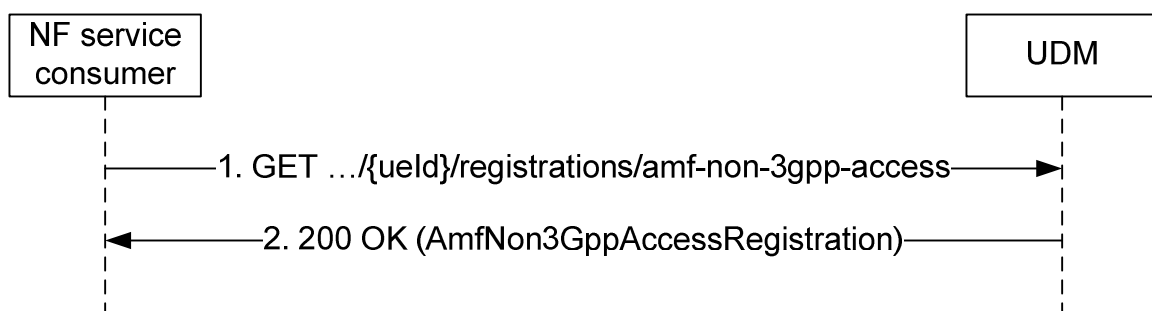 NF service
consumer
UDM
1. GET …/{ueId}/registrations/amf-non-3gpp-access
2. 200 OK (AmfNon3GppAccessRegistration)